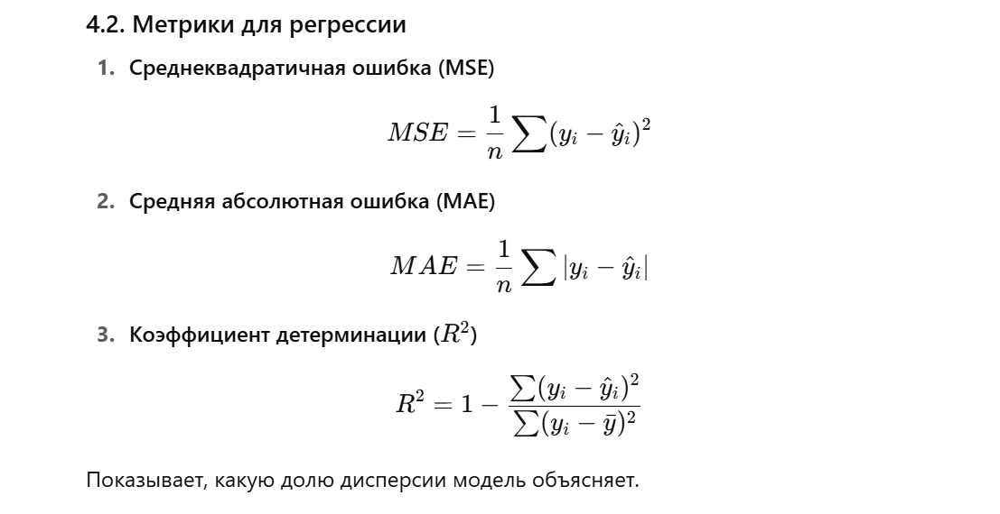 4.2. Метрики для регрессии
1. Среднеквадратичная ошибка (MSE)
$MSE = \frac{1}{n} \sum (y_i - \hat{y}_i)^2$
2. Средняя абсолютная ошибка (MAE)
$MAE = \frac{1}{n} \sum |y_i - \hat{y}_i|$
3. Коэффициент детерминации ($R^2$)
$R^2 = 1 - \frac{\sum (y_i - \hat{y}_i)^2}{\sum (y_i - \bar{y})^2}$
Показывает, какую долю дисперсии модель объясняет.